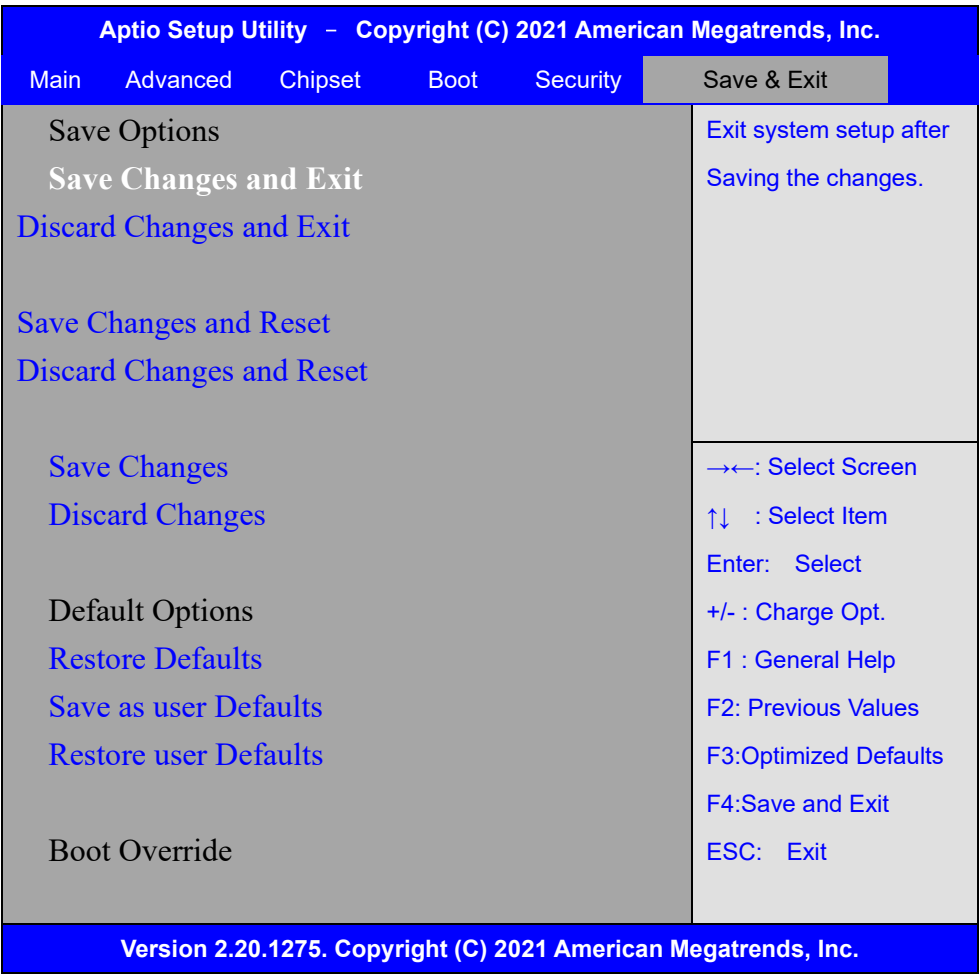 Aptio Setup Utility – Copyright (C) 2021 American Megatrends, Inc.
Main Advanced Chipset Boot Security Save & Exit
Save Options
Save Changes and Exit
Discard Changes and Exit
Save Changes and Reset
Discard Changes and Reset
Save Changes
Discard Changes
Default Options
Restore Defaults
Save as user Defaults
Restore user Defaults
Boot Override
Exit system setup after
Saving the changes.
→←: Select Screen
↑↓ : Select Item
Enter: Select
+/- : Charge Opt.
F1 : General Help
F2: Previous Values
F3:Optimized Defaults
F4:Save and Exit
ESC: Exit
Version 2.20.1275. Copyright (C) 2021 American Megatrends, Inc.